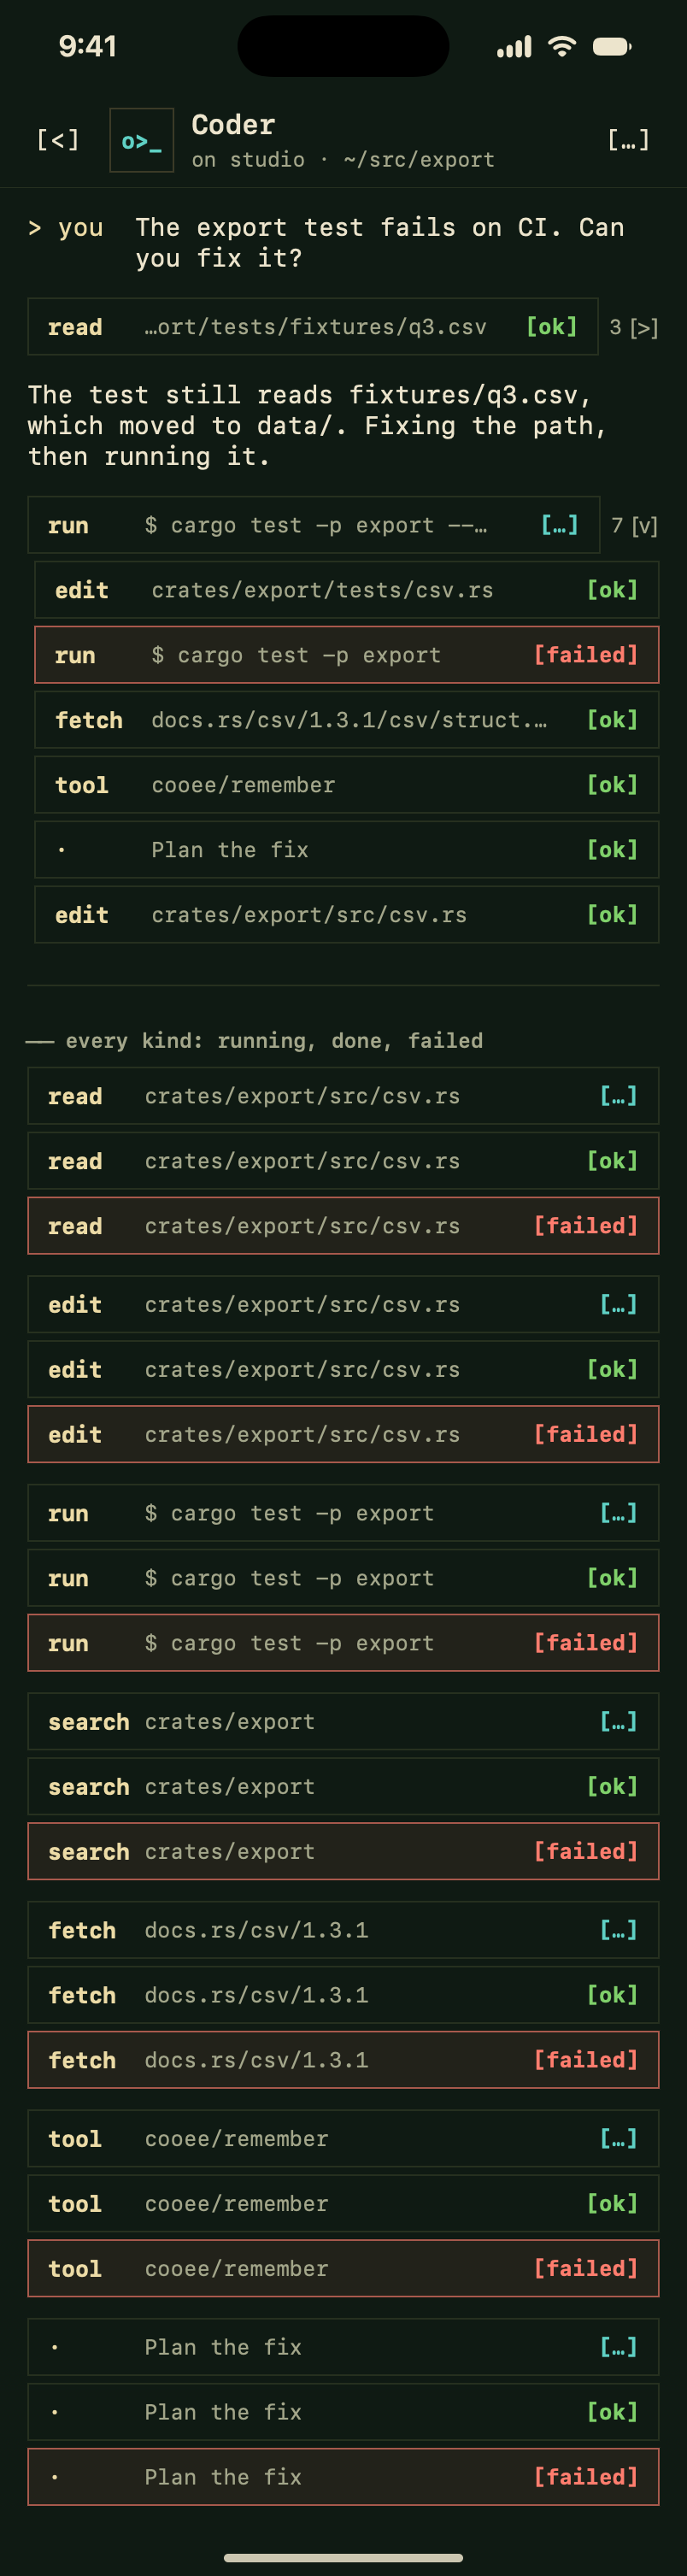 9:41
[<] o>_ Coder [...]
on studio · ~/src/export
> you The export test fails on CI. Can
you fix it?
read …ort/tests/fixtures/q3.csv [ok] 3 [>]
The test still reads fixtures/q3.csv,
which moved to data/. Fixing the path,
then running it.
run $ cargo test -p export --… […] 7 [v]
edit crates/export/tests/csv.rs [ok]
run $ cargo test -p export [failed]
fetch docs.rs/csv/1.3.1/csv/struct.… [ok]
tool cooee/remember [ok]
· Plan the fix [ok]
edit crates/export/src/csv.rs [ok]
—— every kind: running, done, failed
read crates/export/src/csv.rs […]
read crates/export/src/csv.rs [ok]
read crates/export/src/csv.rs [failed]
edit crates/export/src/csv.rs […]
edit crates/export/src/csv.rs [ok]
edit crates/export/src/csv.rs [failed]
run $ cargo test -p export […]
run $ cargo test -p export [ok]
run $ cargo test -p export [failed]
search crates/export […]
search crates/export [ok]
search crates/export [failed]
fetch docs.rs/csv/1.3.1 […]
fetch docs.rs/csv/1.3.1 [ok]
fetch docs.rs/csv/1.3.1 [failed]
tool cooee/remember […]
tool cooee/remember [ok]
tool cooee/remember [failed]
· Plan the fix […]
· Plan the fix [ok]
· Plan the fix [failed]